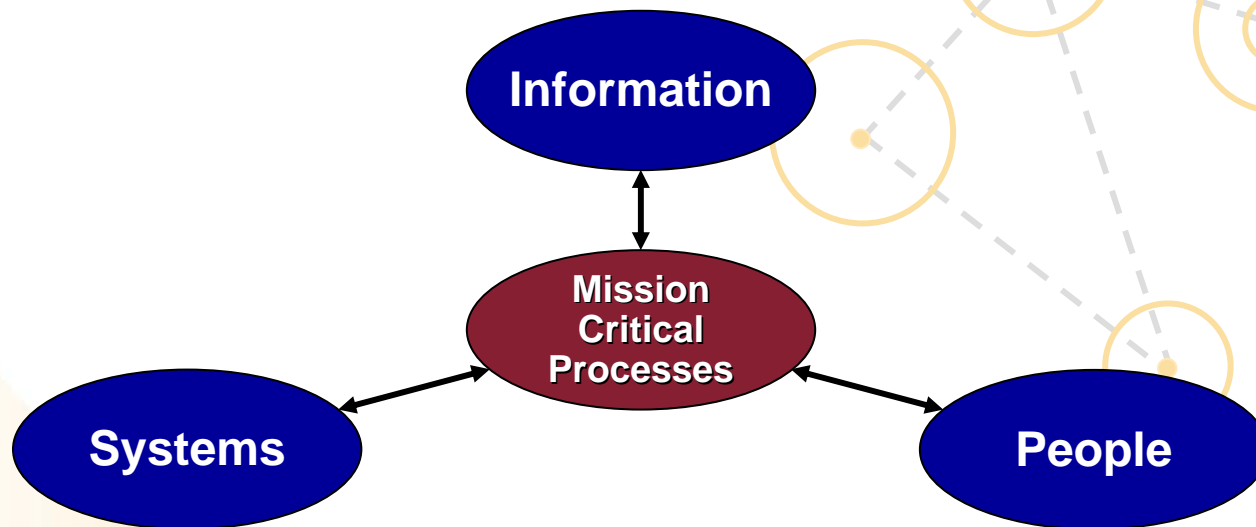 Information
Mission
Critical
Processes
Systems
People